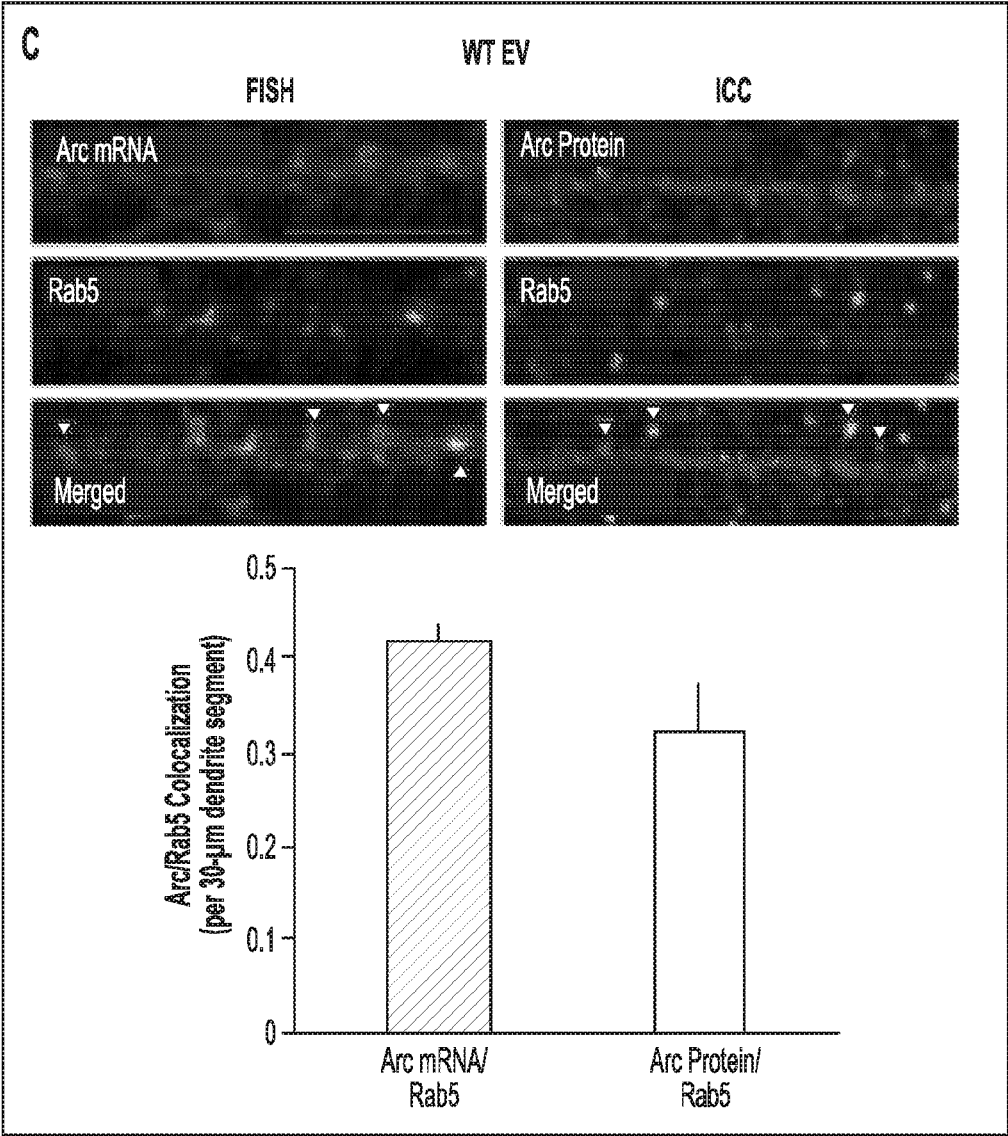 C
WT EV
FISH
ICC
Arc mRNA
Arc Protein
Rab5
Rab5
Merged
Merged
Arc/Rab5 Colocalization
(per 30-µm dendrite segment)
0.5
0.4
0.3
0.2
0.1
0
Arc mRNA/
Rab5
Arc Protein/
Rab5